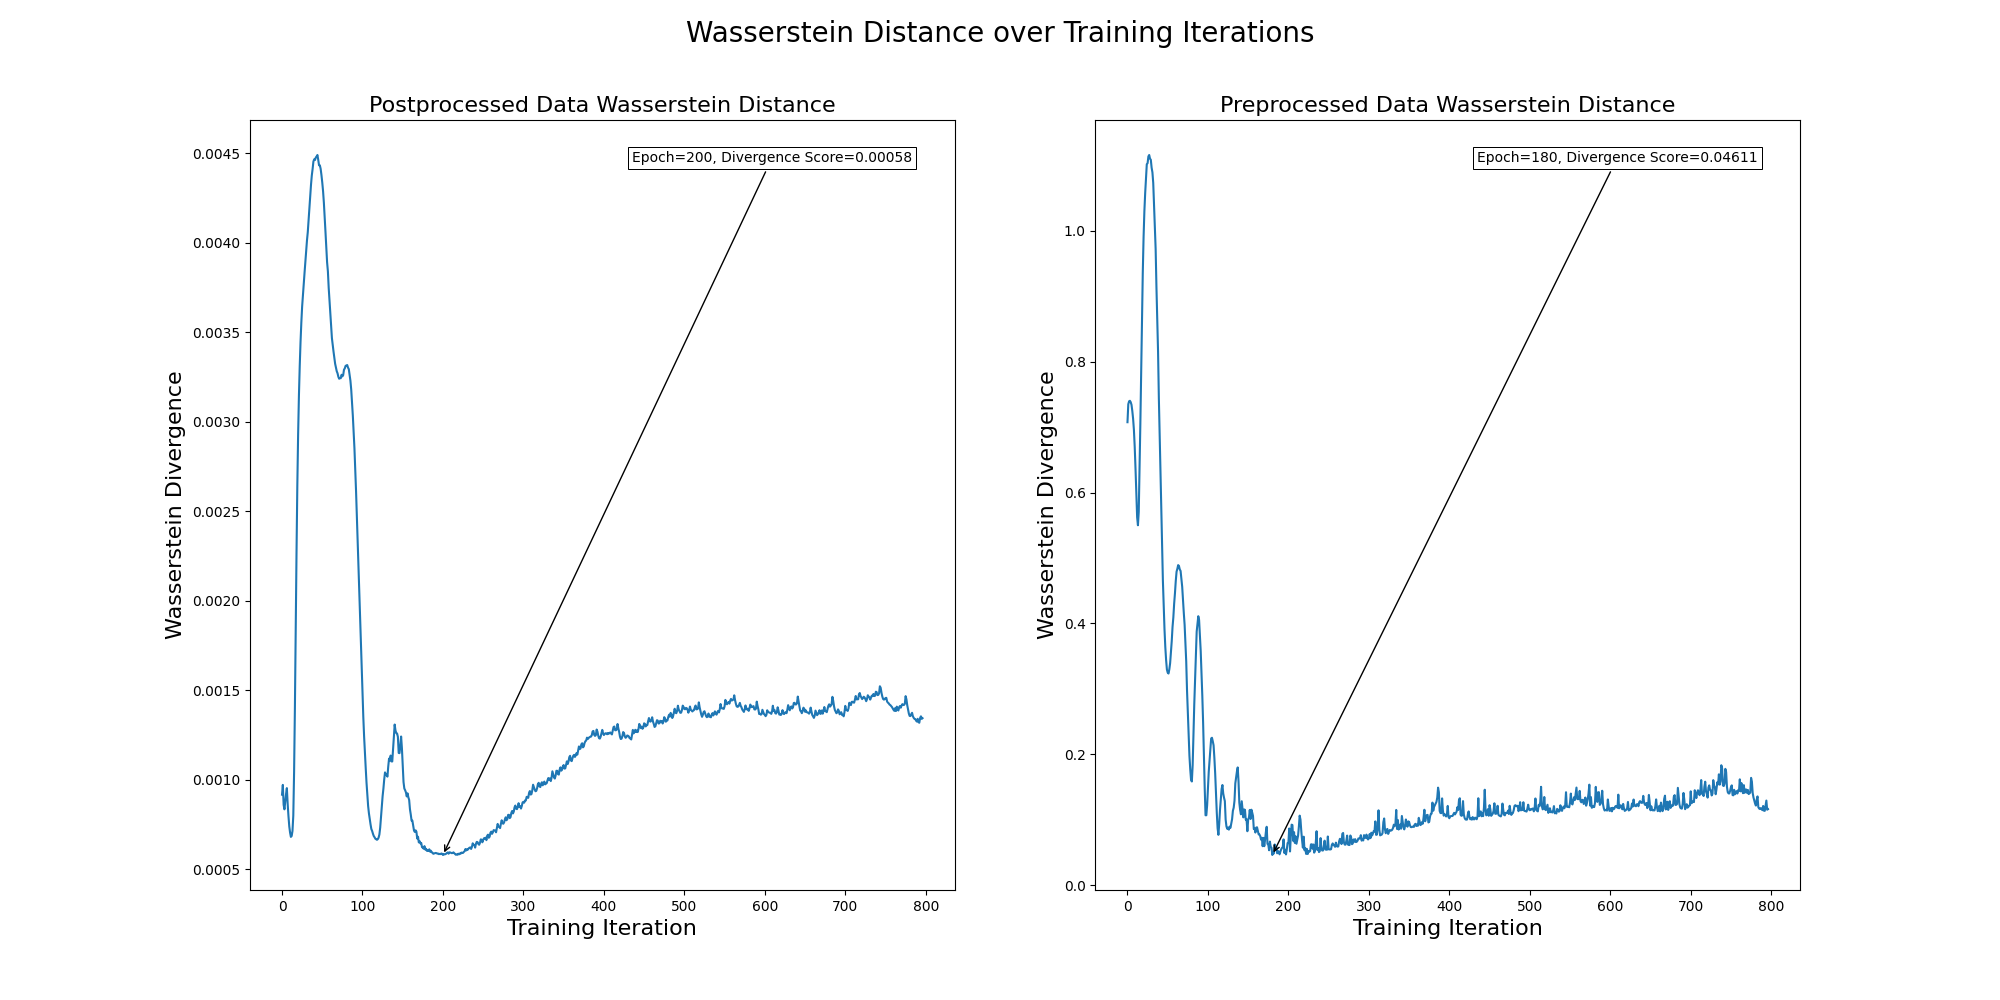 Wasserstein Distance over Training Iterations
Postprocessed Data Wasserstein Distance
Epoch=200, Divergence Score=0.00058
Wasserstein Divergence
0.0045
0.0040
0.0035
0.0030
0.0025
0.0020
0.0015
0.0010
0.0005
0 100 200 300 400 500 600 700 800
Training Iteration
Preprocessed Data Wasserstein Distance
Epoch=180, Divergence Score=0.04611
Wasserstein Divergence
1.0
0.8
0.6
0.4
0.2
0.0
0 100 200 300 400 500 600 700 800
Training Iteration